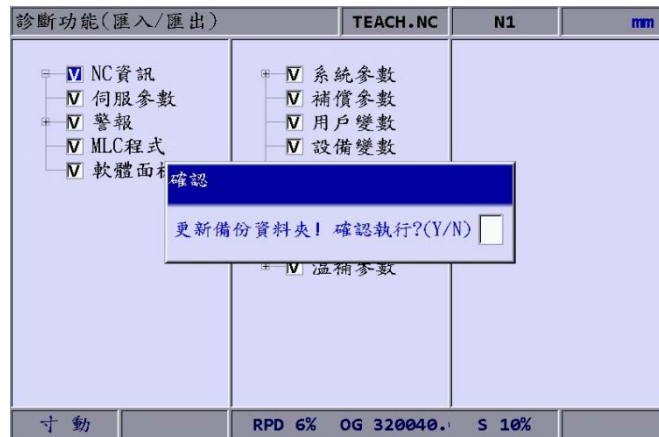 診斷功能(匯入/匯出)
TEACH.NC
N1
mm
NC資訊
伺服參數
警報
MLC程式
軟體面
系統參數
補償參數
用戶變數
設備變數
確認
更新備份資料夾! 確認執行?(Y/N)
溫補參數
寸 動
RPD 6%
OG 320040.
S 10%